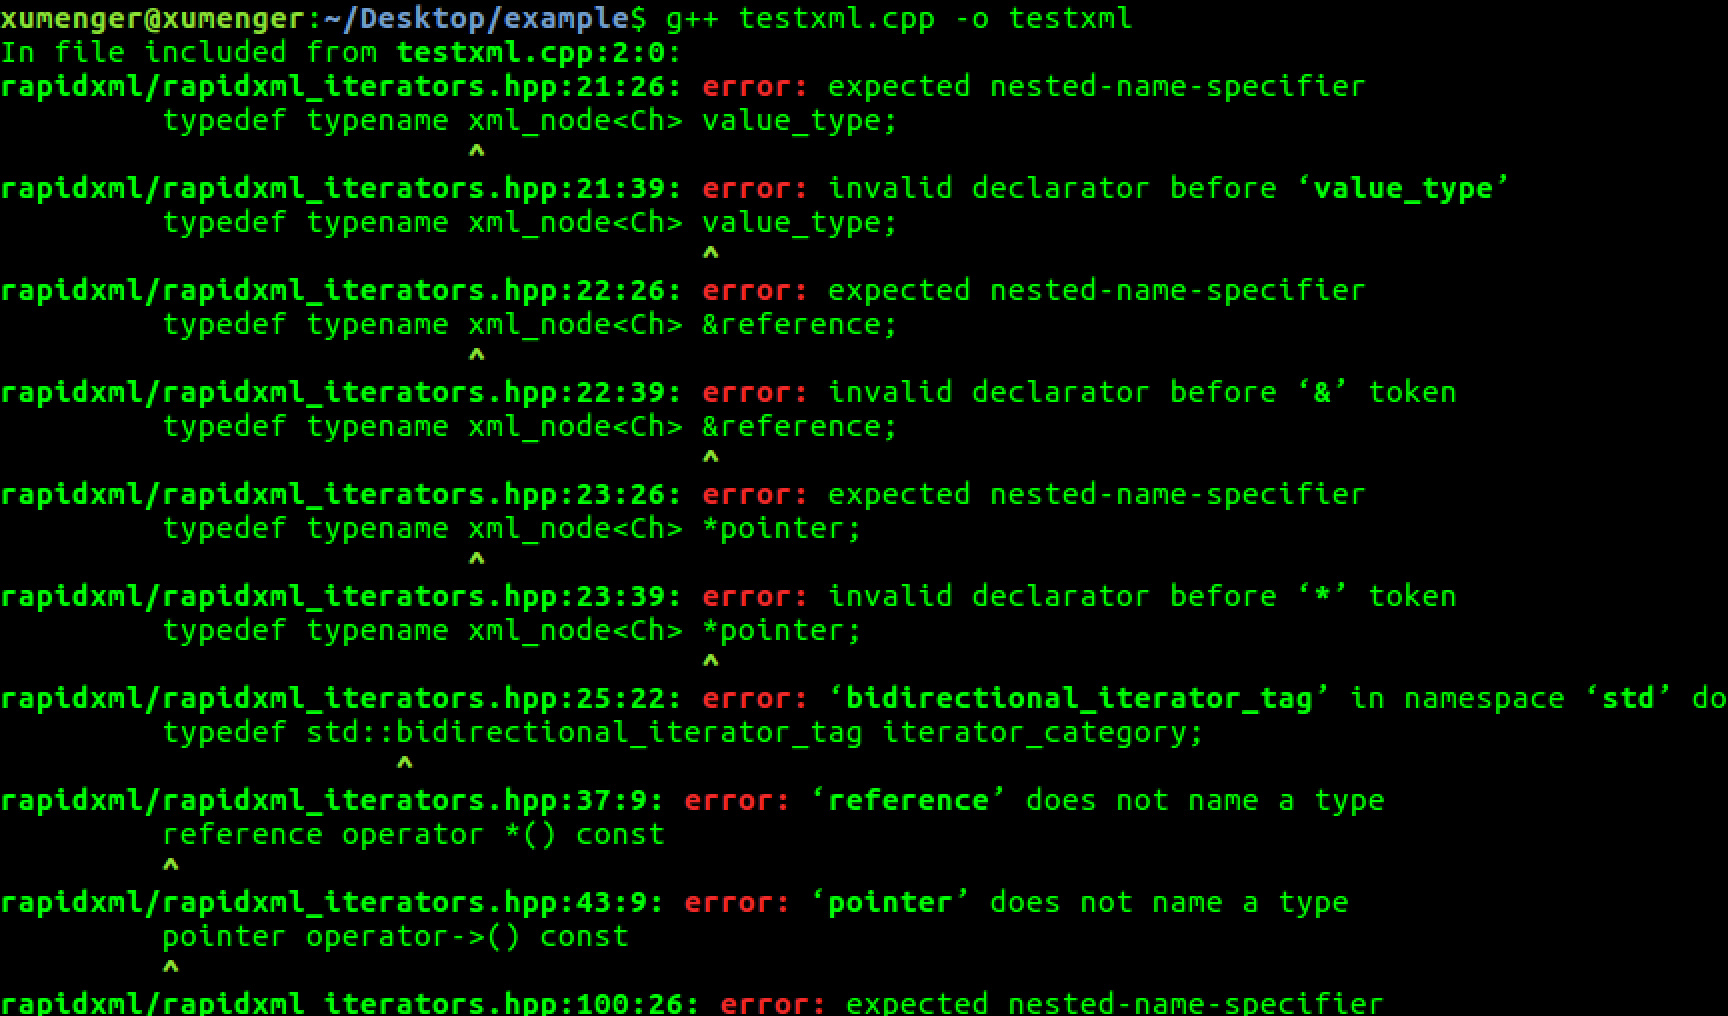 xumenger@xumenger:~/Desktop/example$ g++ testxml.cpp -o testxml
In file included from testxml.cpp:2:0:
rapidxml/rapidxml_iterators.hpp:21:26: error: expected nested-name-specifier
typedef typename xml_node<Ch> value_type;
^
rapidxml/rapidxml_iterators.hpp:21:39: error: invalid declarator before ‘value_type’
typedef typename xml_node<Ch> value_type;
^
rapidxml/rapidxml_iterators.hpp:22:26: error: expected nested-name-specifier
typedef typename xml_node<Ch> &reference;
^
rapidxml/rapidxml_iterators.hpp:22:39: error: invalid declarator before ‘&’ token
typedef typename xml_node<Ch> &reference;
^
rapidxml/rapidxml_iterators.hpp:23:26: error: expected nested-name-specifier
typedef typename xml_node<Ch> *pointer;
^
rapidxml/rapidxml_iterators.hpp:23:39: error: invalid declarator before ‘*’ token
typedef typename xml_node<Ch> *pointer;
^
rapidxml/rapidxml_iterators.hpp:25:22: error: ‘bidirectional_iterator_tag’ in namespace ‘std’ do
typedef std::bidirectional_iterator_tag iterator_category;
^
rapidxml/rapidxml_iterators.hpp:37:9: error: ‘reference’ does not name a type
reference operator *() const
^
rapidxml/rapidxml_iterators.hpp:43:9: error: ‘pointer’ does not name a type
pointer operator->() const
^
rapidxml/rapidxml_iterators.hpp:100:26: error: expected nested-name-specifier